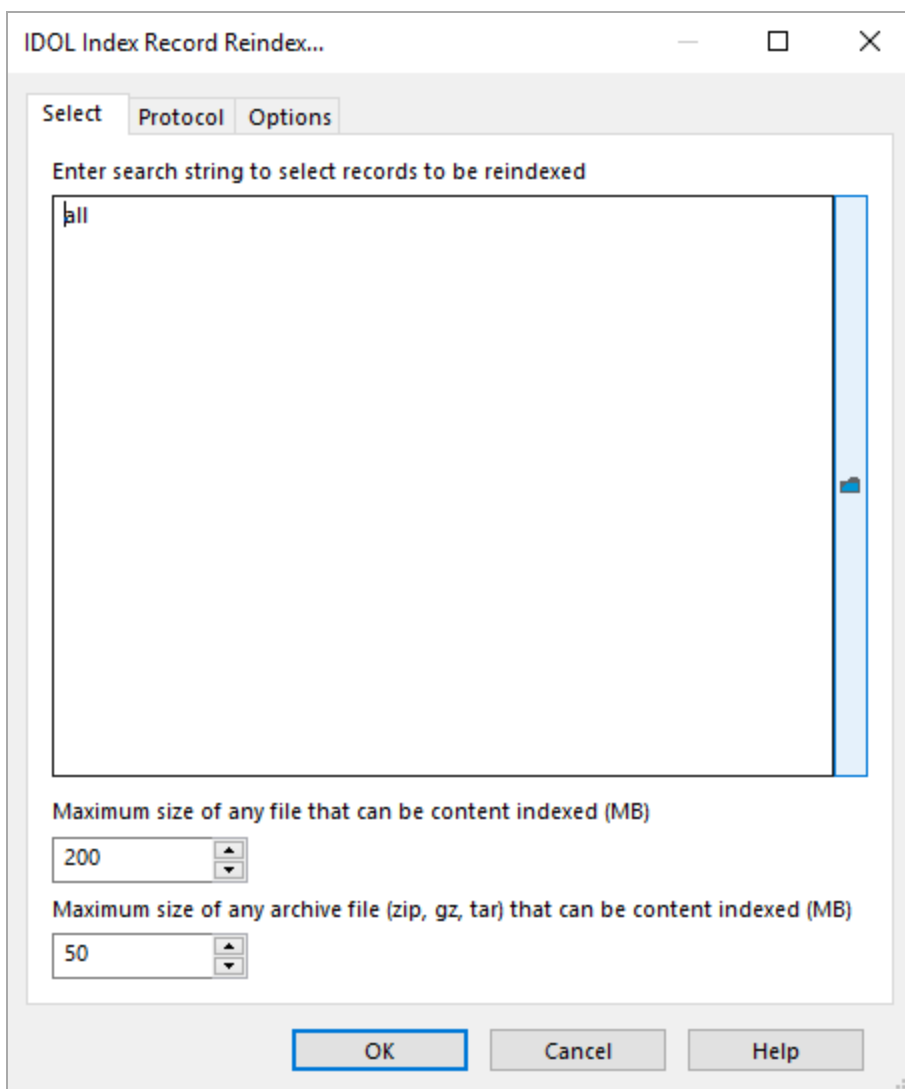 IDOL Index Record Reindex...
Select Protocol Options
Enter search string to select records to be reindexed
all
Maximum size of any file that can be content indexed (MB)
200
Maximum size of any archive file (zip, gz, tar) that can be content indexed (MB)
50
OK Cancel Help